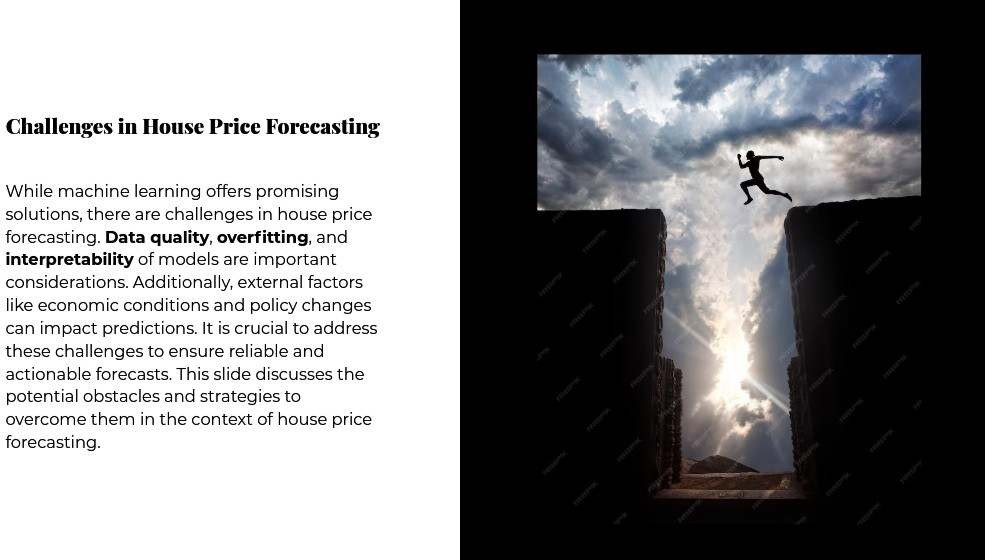 Challenges in House Price Forecasting
While machine learning offers promising
solutions, there are challenges in house price
forecasting. Data quality, overfitting, and
interpretability of models are important
considerations. Additionally, external factors
like economic conditions and policy changes
can impact predictions. It is crucial to address
these challenges to ensure reliable and
actionable forecasts. This slide discusses the
potential obstacles and strategies to
overcome them in the context of house price
forecasting.